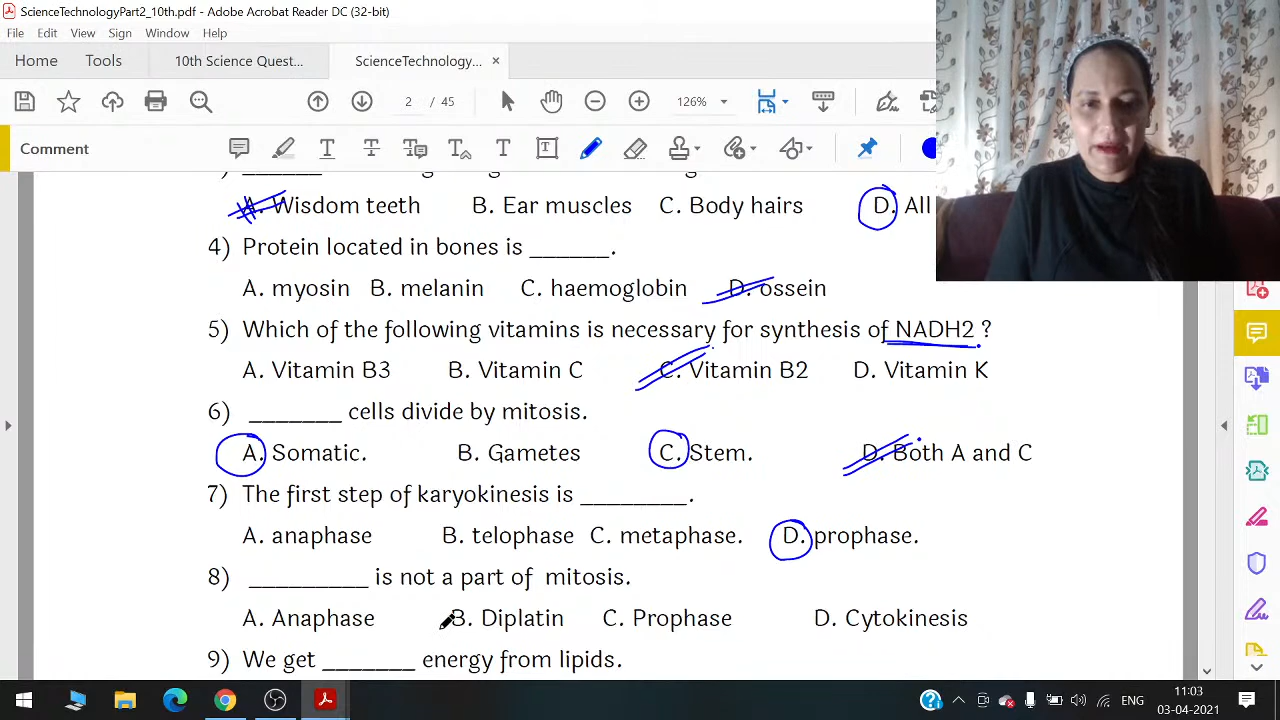 ScienceTechnologyPart2_10th.pdf - Adobe Acrobat Reader DC (32-bit)
File Edit View Sign Window Help
Home Tools 10th Science Quest... ScienceTechnology... ×
2 / 45 126%
Comment
A. Wisdom teeth B. Ear muscles C. Body hairs D. All
4) Protein located in bones is ______.
A. myosin B. melanin C. haemoglobin D. ossein
5) Which of the following vitamins is necessary for synthesis of NADH2 ?
A. Vitamin B3 B. Vitamin C C. Vitamin B2 D. Vitamin K
6) _______ cells divide by mitosis.
A. Somatic. B. Gametes C. Stem. D. Both A and C
7) The first step of karyokinesis is ________.
A. anaphase B. telophase C. metaphase. D. prophase.
8) _________ is not a part of mitosis.
A. Anaphase B. Diplatin C. Prophase D. Cytokinesis
9) We get _______ energy from lipids.
ENG 11:03
03-04-2021